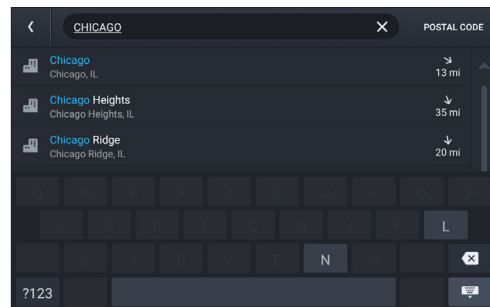 CHICAGO POSTAL CODE
Chicago
Chicago, IL
13 mi
Chicago Heights
Chicago Heights, IL
35 mi
Chicago Ridge
Chicago Ridge, IL
20 mi
Q W E R T Y U I O P
A S D F G H J K L
Z X C V B N M
?123